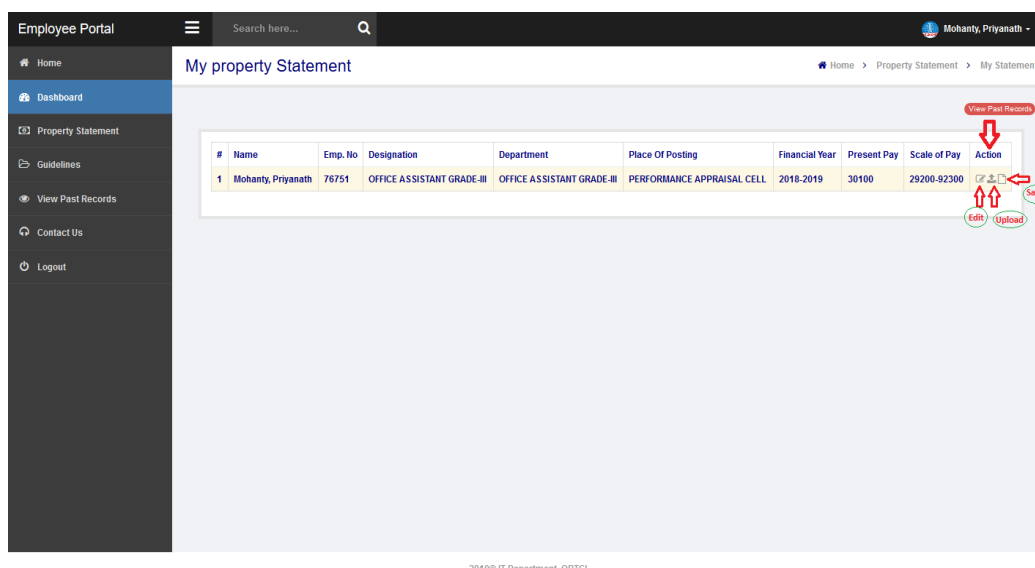 Employee Portal
Search here...
Mohanty, Priyanath
Home
Dashboard
Property Statement
Guidelines
View Past Records
Contact Us
Logout
My property Statement
Home > Property Statement > My Statemen
View Past Records
# Name Emp. No Designation Department Place Of Posting Financial Year Present Pay Scale of Pay Action
1 Mohanty, Priyanath 76751 OFFICE ASSISTANT GRADE-III OFFICE ASSISTANT GRADE-III PERFORMANCE APPRAISAL CELL 2018-2019 30100 29200-92300
Sa
Edit Upload